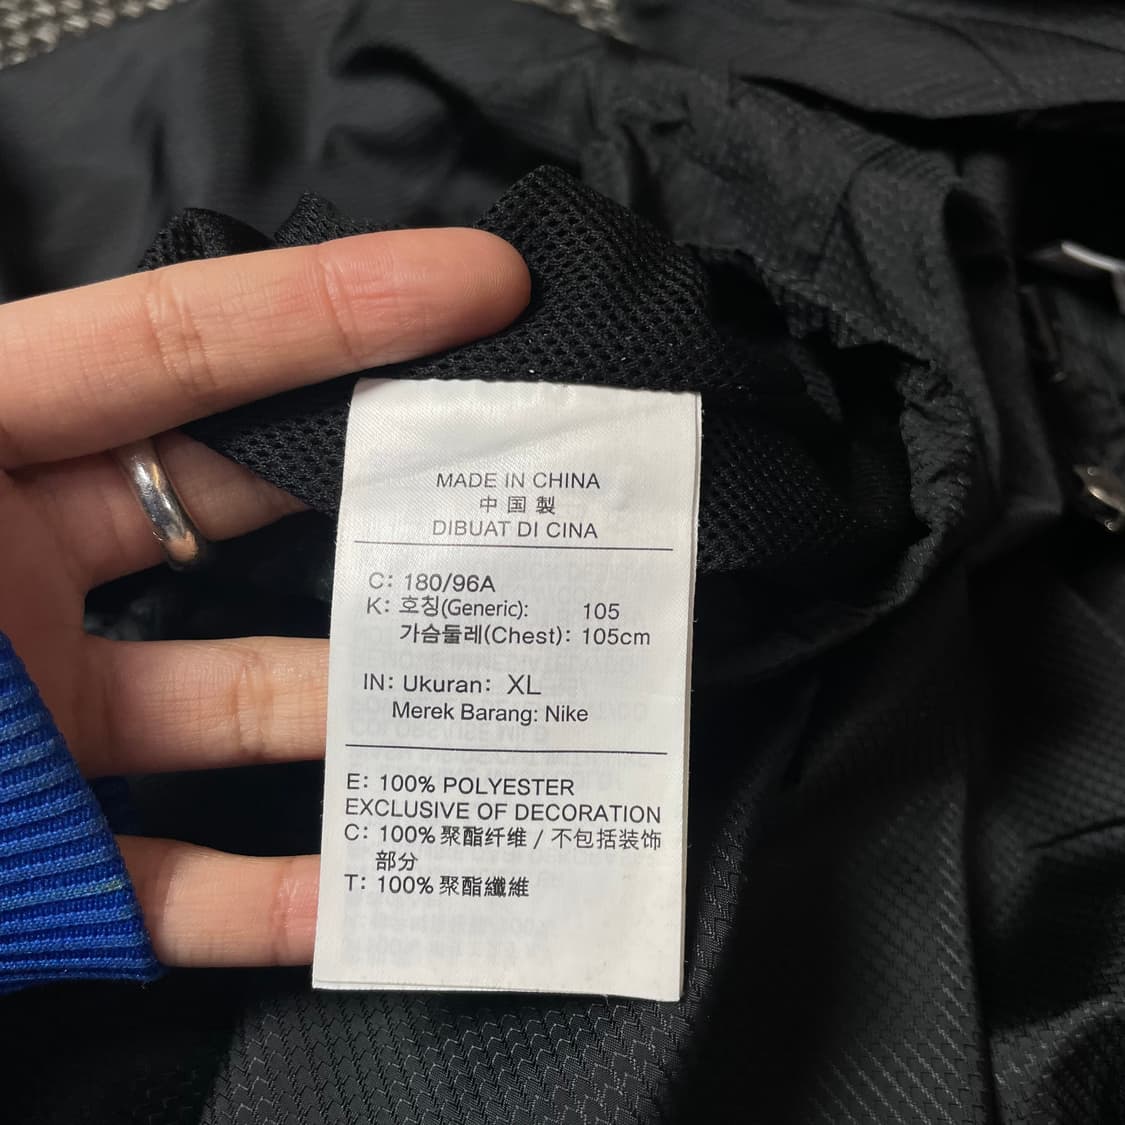 MADE IN CHINA
中国製
DIBUAT DI CINA
C: 180/96A
K: 호칭(Generic): 105
가슴둘레(Chest): 105cm
IN: Ukuran: XL
Merek Barang: Nike
E: 100% POLYESTER
EXCLUSIVE OF DECORATION
C: 100% 聚酯纤维 / 不包括装饰
部分
T: 100% 聚酯纖維